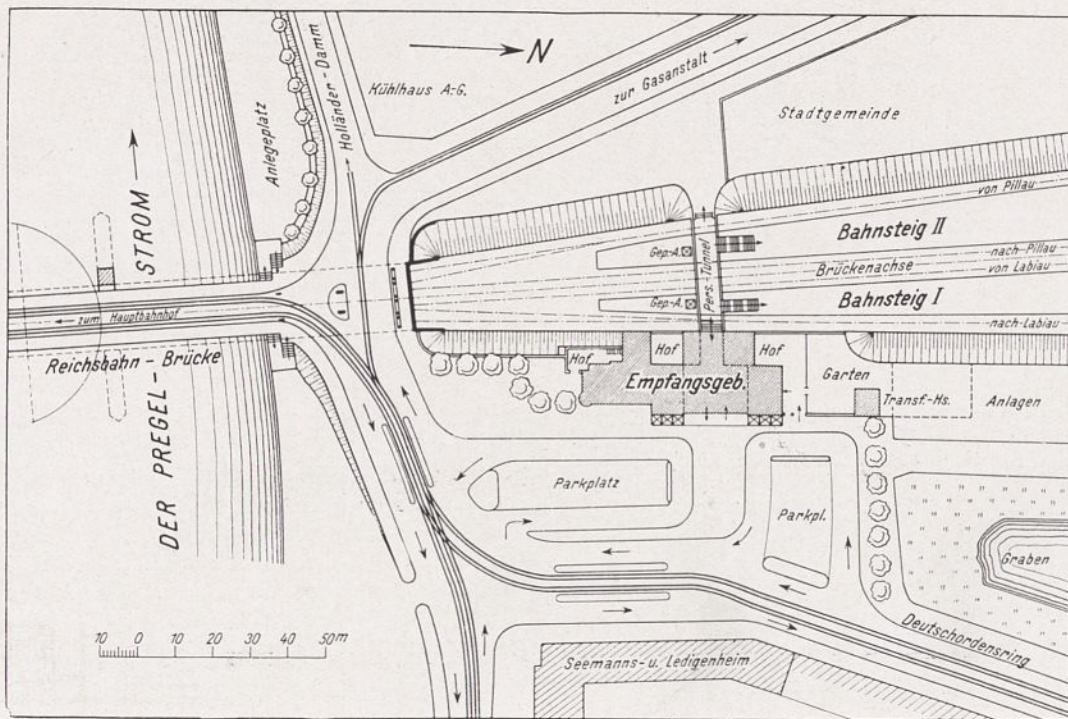 N
Kühlhaus A.-G.
zur Gasanstalt
Stadtgemeinde
Holländer-Damm
Anlegeplatz
STROM
von Pillau
Bahnsteig II
nach Pillau
Brückenachse
von Labiau
Bahnsteig I
nach Labiau
Gep.-A.
Gep.-A.
Pers.-Tunnel
zum Hauptbahnhof
Reichsbahn-Brücke
DER PREGEL-
Hof
Hof
Hof
Empfangsgeb.
Garten
Transf.-Hs.
Anlagen
Parkplatz
Parkpl.
Graben
Deutschordensring
Seemanns- u. Ledigenheim
10 0 10 20 30 40 50m